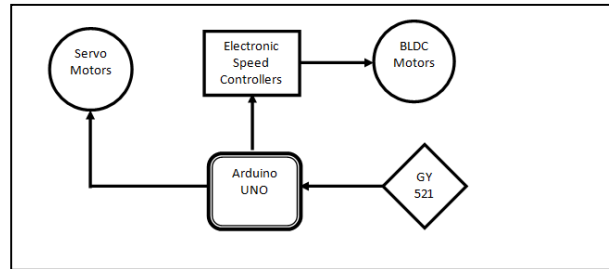 Servo
Motors
Electronic
Speed
Controllers
BLDC
Motors
Arduino
UNO
GY
521